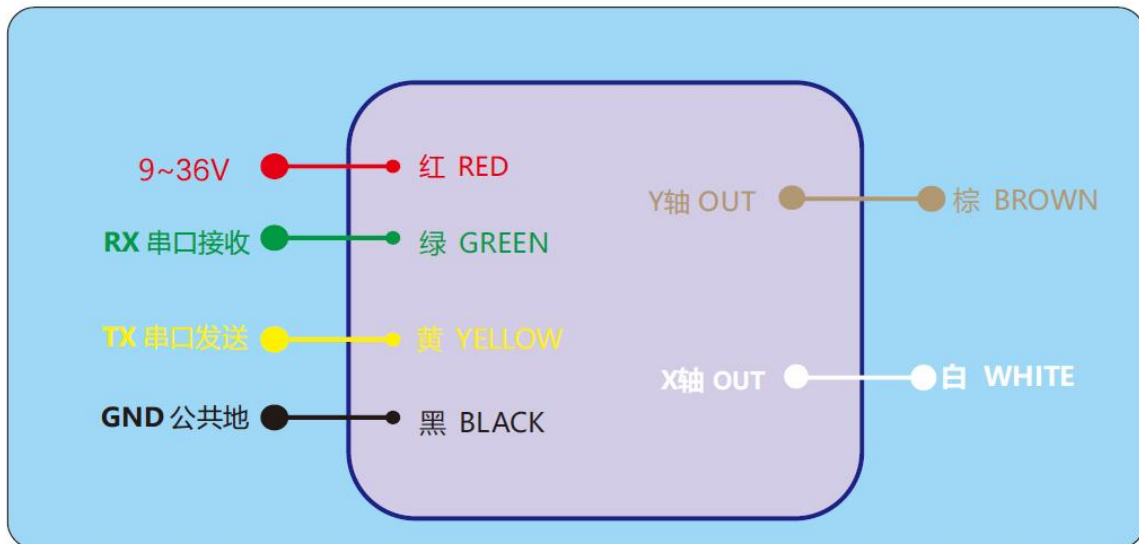 9~36V 红 RED
RX 串口接收 绿 GREEN
TX 串口发送 黄 YELLOW
GND 公共地 黑 BLACK
Y轴 OUT 棕 BROWN
X轴 OUT 白 WHITE